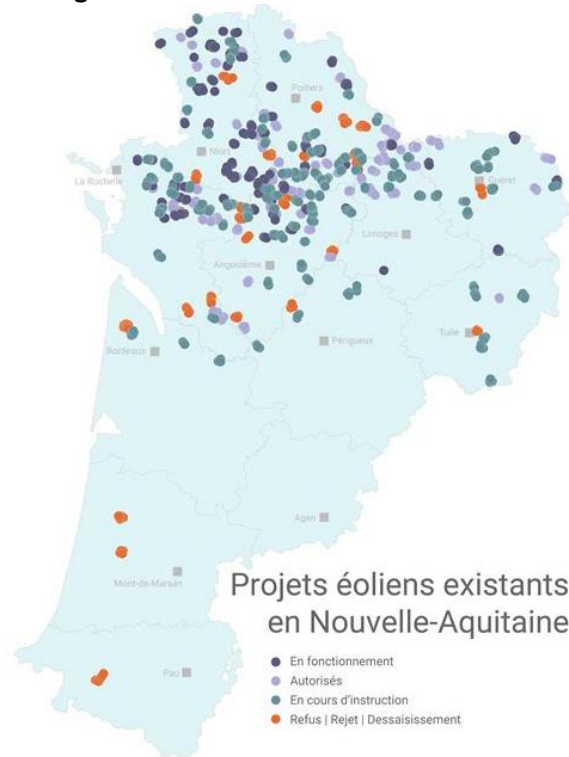 Poitiers
Niort
La Rochelle
Guéret
Limoges
Angoulême
Tulle
Périgueux
Bordeaux
Agen
Mont-de-Marsan
Pau
Projets éoliens existants
en Nouvelle-Aquitaine
En fonctionnement
Autorisés
En cours d'instruction
Refus | Rejet | Dessaisissement